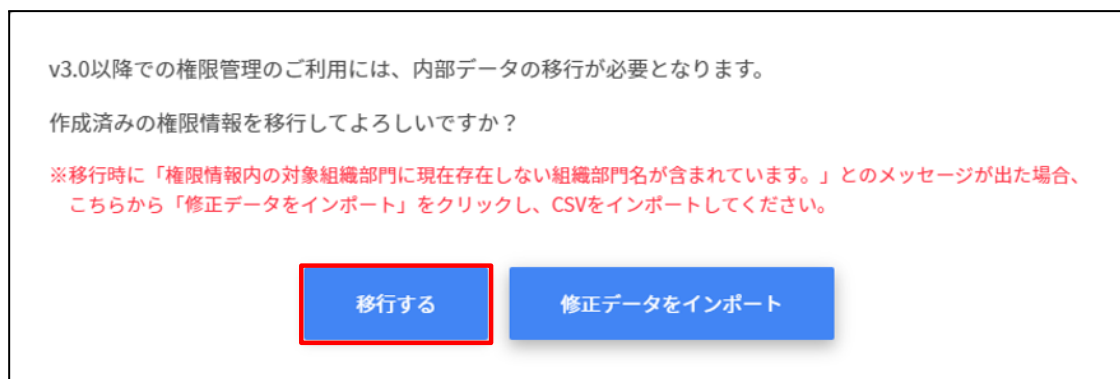 v3.0以降での権限管理のご利用には、内部データの移行が必要となります。
作成済みの権限情報を移行してよろしいですか？
※移行時に「権限情報内の対象組織部門に現在存在しない組織部門名が含まれています。」とのメッセージが出た場合、
こちらから「修正データをインポート」をクリックし、CSVをインポートしてください。
移行する
修正データをインポート